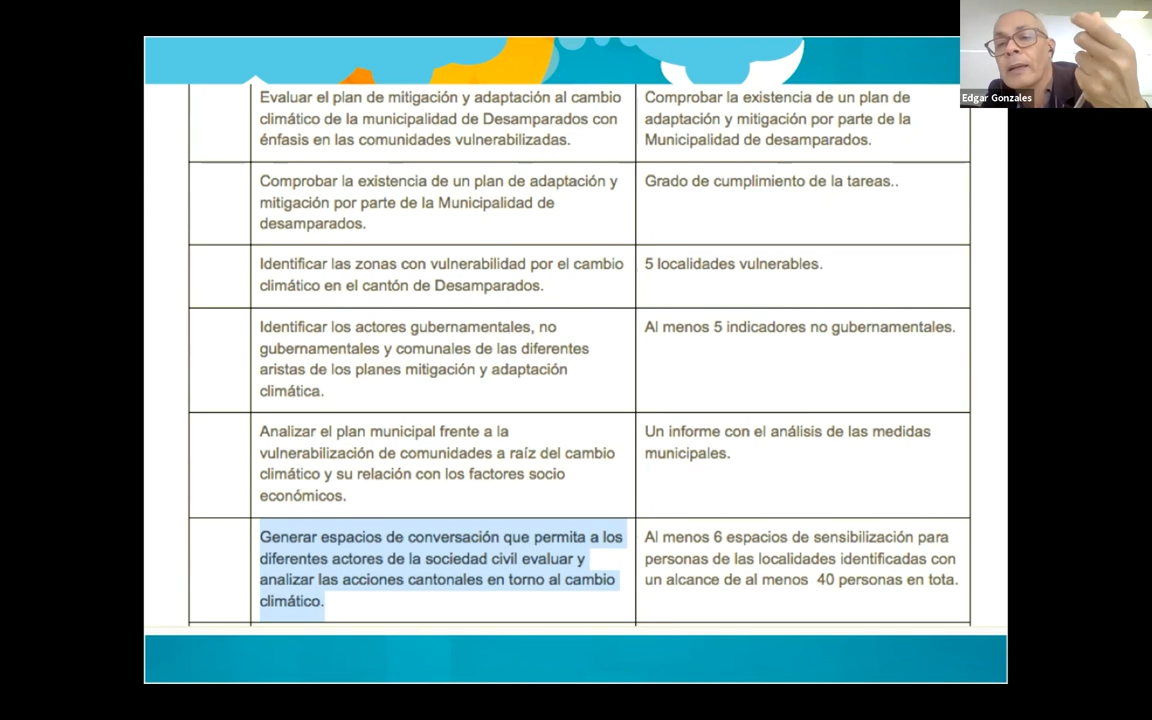 Edgar Gonzales
Evaluar el plan de mitigación y adaptación al cambio
climático de la municipalidad de Desamparados con
énfasis en las comunidades vulnerabilizadas.
Comprobar la existencia de un plan de
adaptación y mitigación por parte de la
Municipalidad de desamparados.
Comprobar la existencia de un plan de adaptación y
mitigación por parte de la Municipalidad de
desamparados.
Grado de cumplimiento de la tareas..
Identificar las zonas con vulnerabilidad por el cambio
climático en el cantón de Desamparados.
5 localidades vulnerables.
Identificar los actores gubernamentales, no
gubernamentales y comunales de las diferentes
aristas de los planes mitigación y adaptación
climática.
Al menos 5 indicadores no gubernamentales.
Analizar el plan municipal frente a la
vulnerabilización de comunidades a raíz del cambio
climático y su relación con los factores socio
económicos.
Un informe con el análisis de las medidas
municipales.
Generar espacios de conversación que permita a los
diferentes actores de la sociedad civil evaluar y
analizar las acciones cantonales en torno al cambio
climático.
Al menos 6 espacios de sensibilización para
personas de las localidades identificadas con
un alcance de al menos  40 personas en tota.